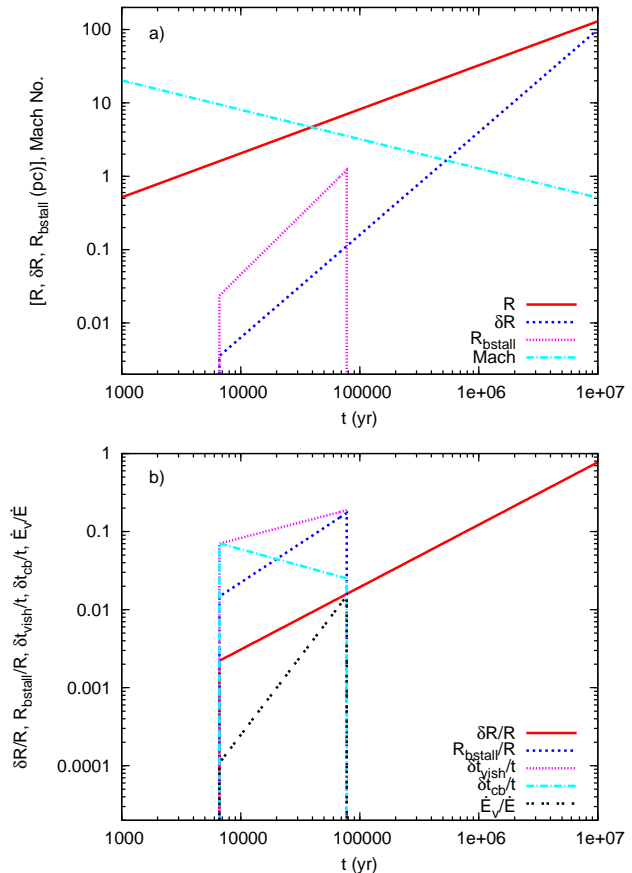 a)
[R, δR, R_bstall (pc)], Mach No.
100
10
1
0.1
0.01
R
δR
R_bstall
Mach
1000 10000 100000 1e+06 1e+07
t (yr)
b)
δR/R, R_bstall/R, δt_vish/t, δt_cb/t, Ė_v/Ė
1
0.1
0.01
0.001
0.0001
δR/R
R_bstall/R
δt_vish/t
δt_cb/t
Ė_v/Ė
1000 10000 100000 1e+06 1e+07
t (yr)